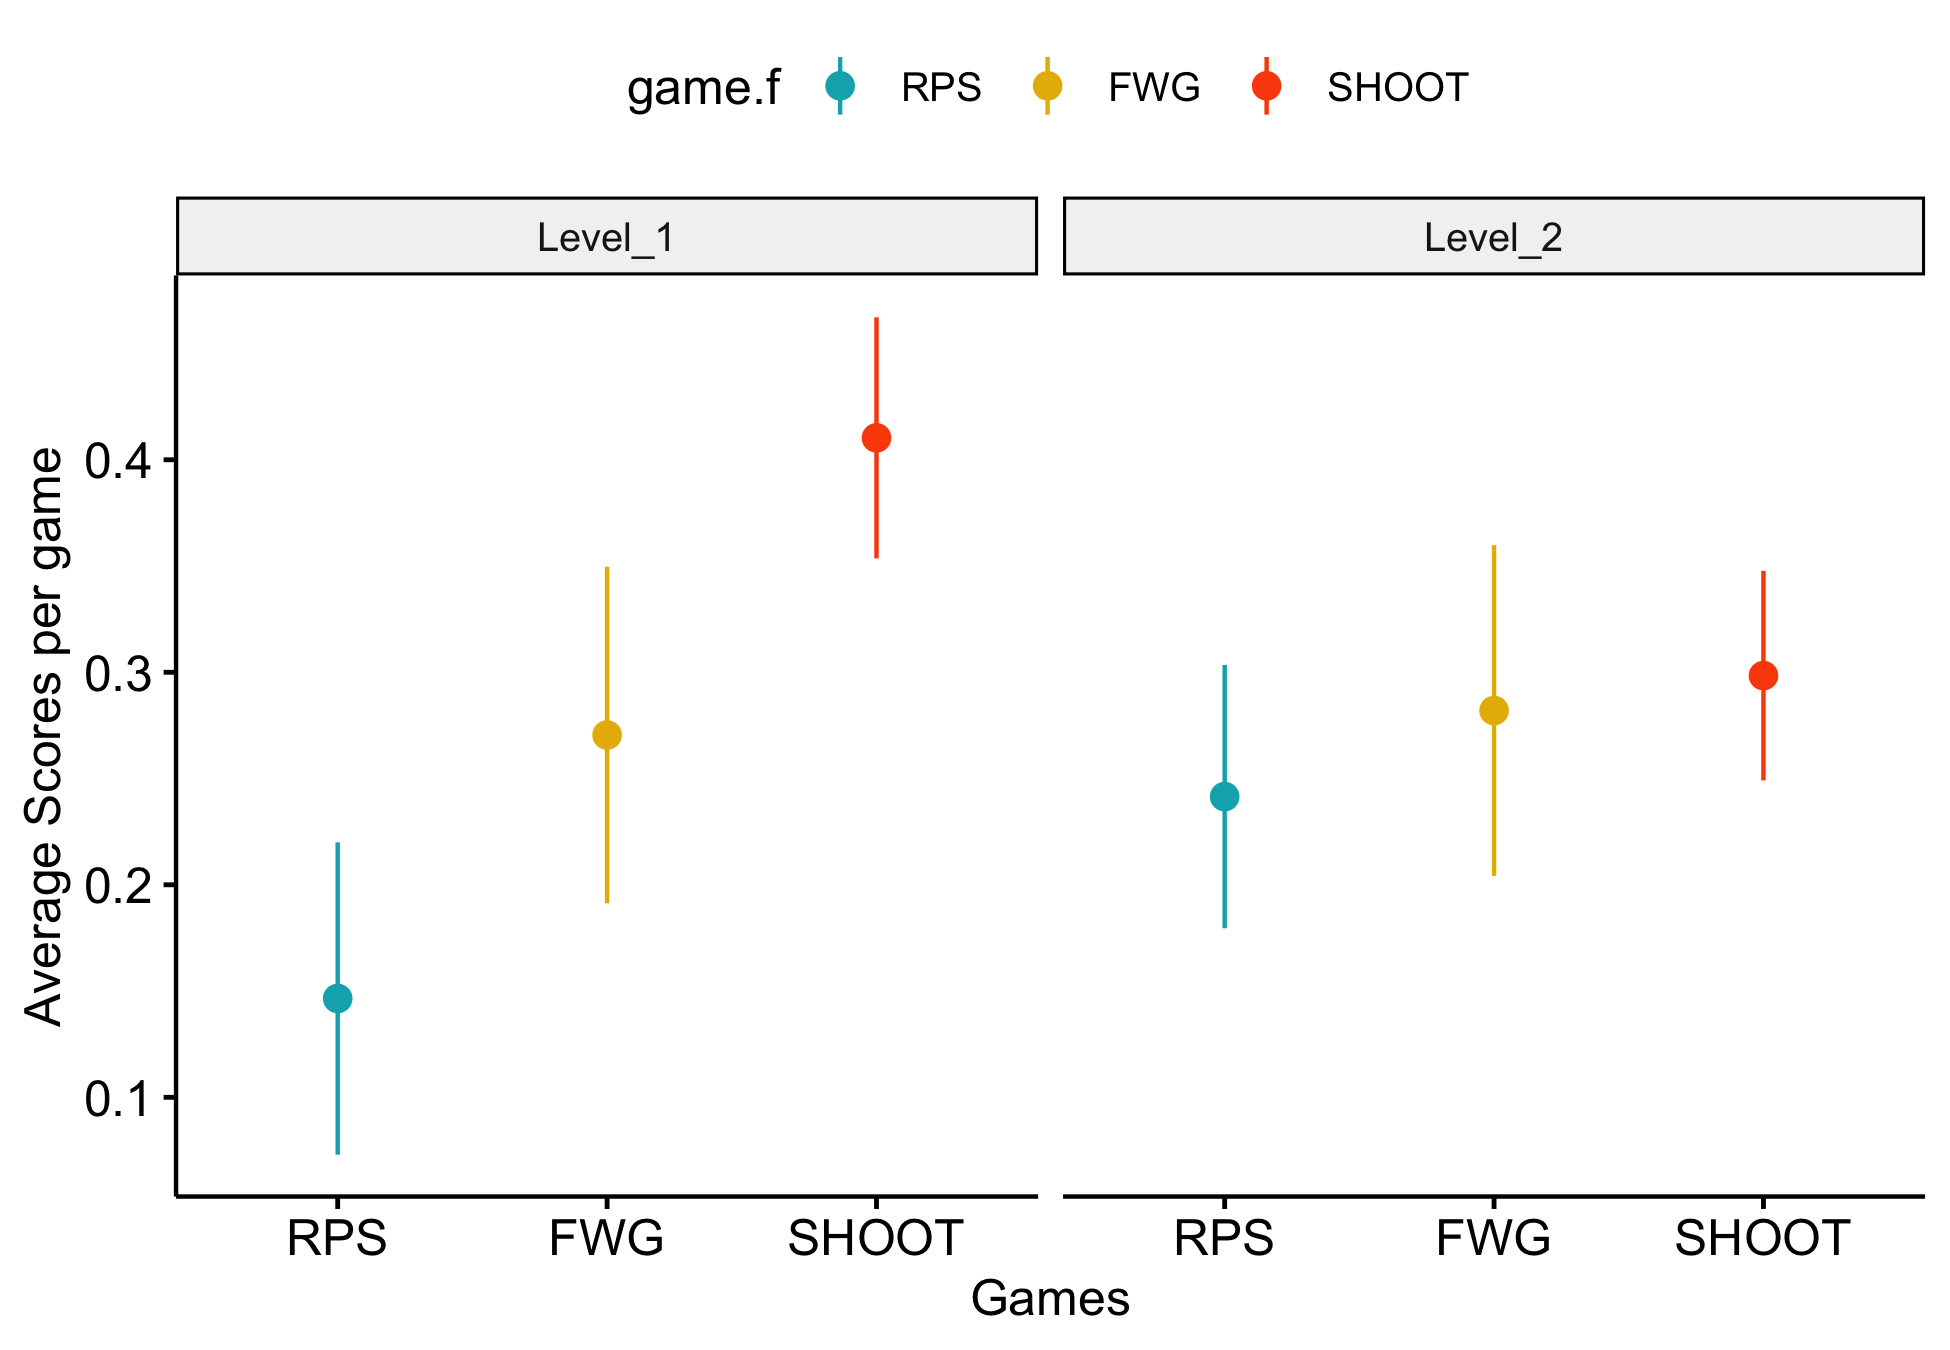 game.f RPS FWG SHOOT
Level_1 Level_2
Average Scores per game
0.4
0.3
0.2
0.1
RPS FWG SHOOT RPS FWG SHOOT
Games